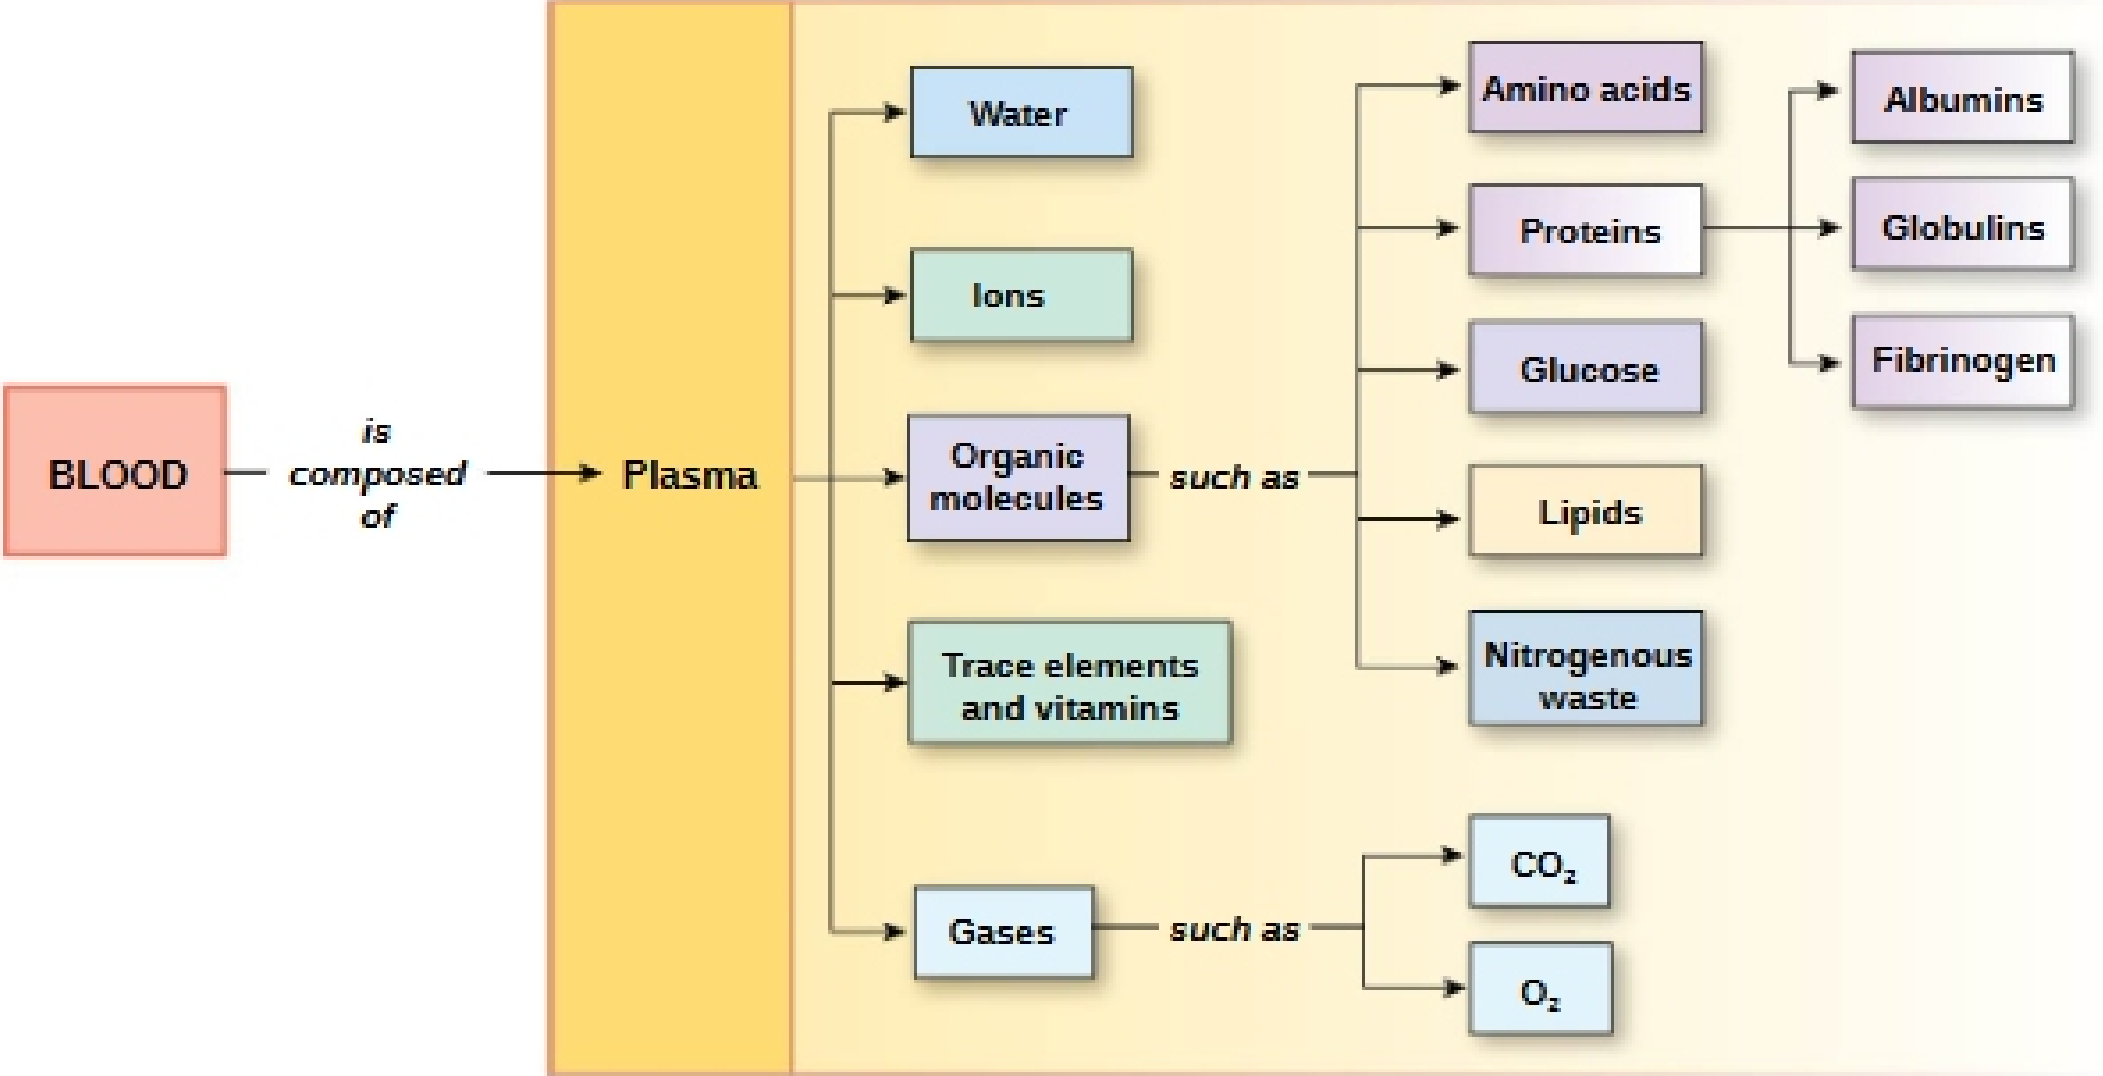 BLOOD
is
composed
of
Plasma
Water
Ions
Organic
molecules
Trace elements
and vitamins
Gases
such as
Amino acids
Proteins
Glucose
Lipids
Nitrogenous
waste
Albumins
Globulins
Fibrinogen
such as
CO₂
O₂